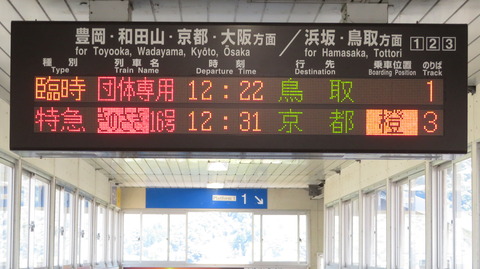 豊岡・和田山・京都・大阪方面 ／ 浜坂・鳥取方面 1 2 3
for Toyooka, Wadayama, Kyōto, Ōsaka for Hamasaka, Tottori
種別 列車名 時刻 行先 乗車位置 のりば
Type Train Name Departure Time Destination Boarding Position Track
臨時 団体専用 12:22 鳥取 1
特急 きのさき16号 12:31 京都 橙 3
1 ↘